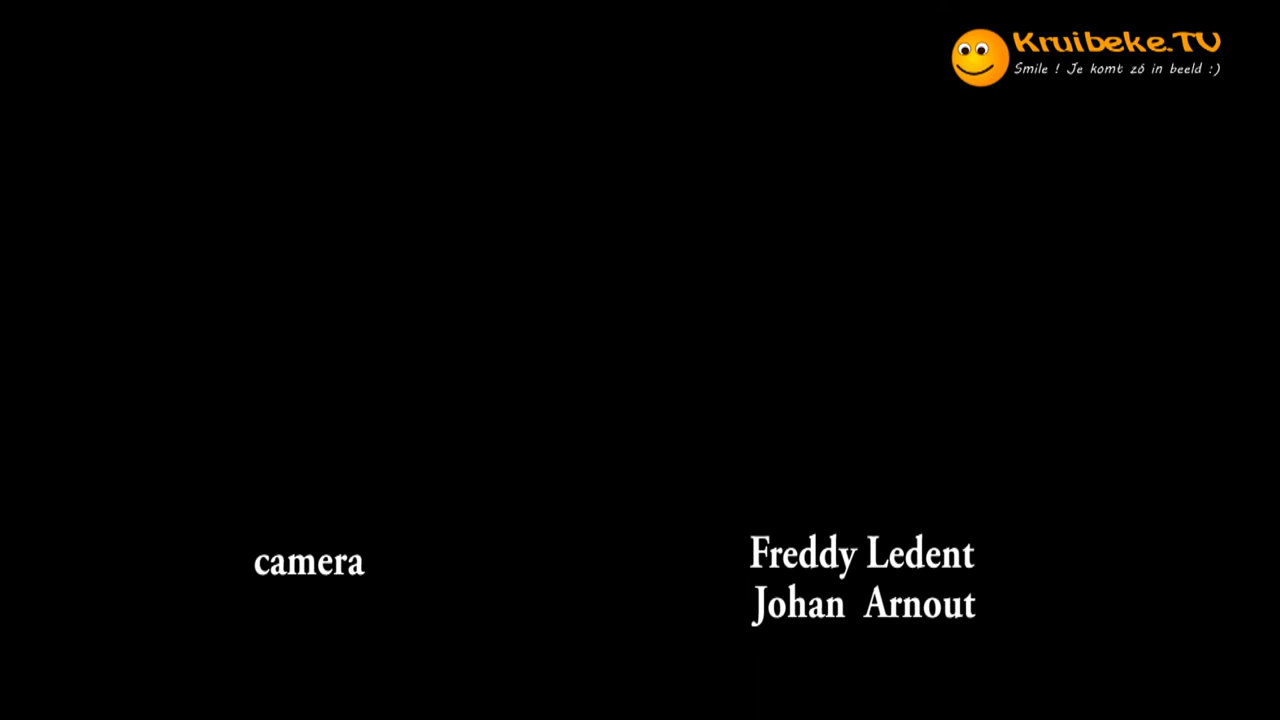 Kruibeke.TV
Smile ! Je komt zó in beeld :)
camera
Freddy Ledent
Johan Arnout